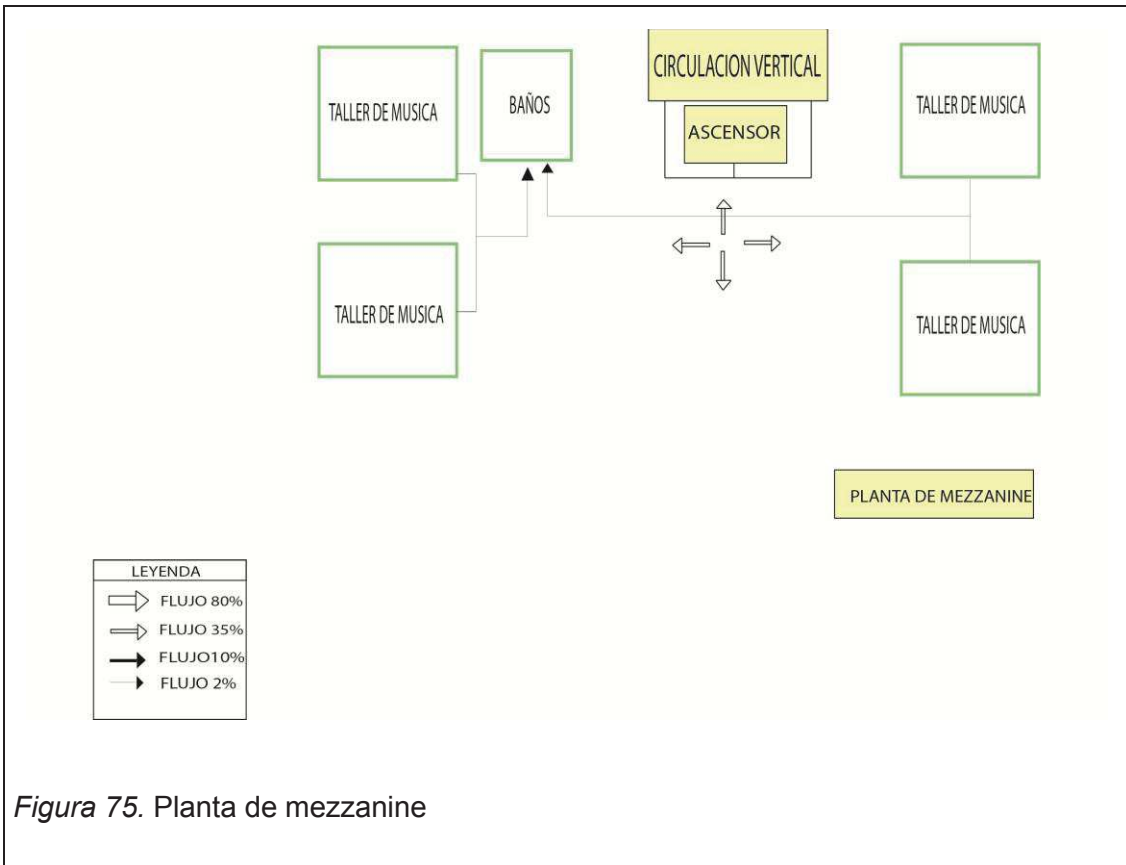 CIRCULACION VERTICAL
TALLER DE MUSICA
BAÑOS
ASCENSOR
TALLER DE MUSICA
TALLER DE MUSICA
TALLER DE MUSICA
PLANTA DE MEZZANINE
LEYENDA
FLUJO 80%
FLUJO 35%
FLUJO10%
FLUJO 2%
Figura 75. Planta de mezzanine